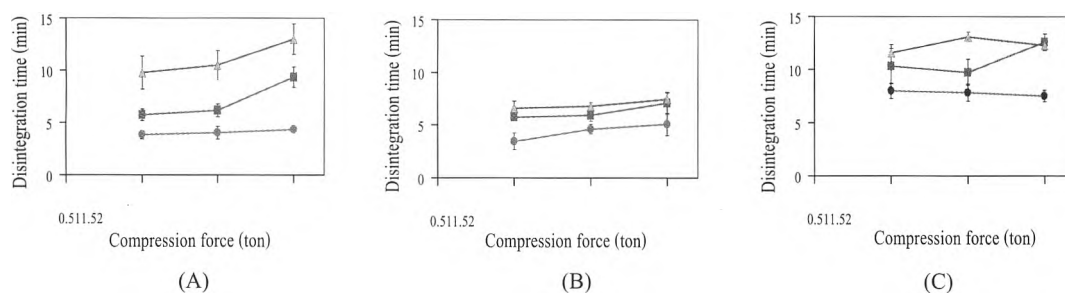 15
10
5
0
Disintegration time (min)
0.511.52
Compression force (ton)
(A)
15
10
5
0
Disintegration time (min)
0.511.52
Compression force (ton)
(B)
15
10
5
0
Disintegration time (min)
0.511.52
Compression force (ton)
(C)